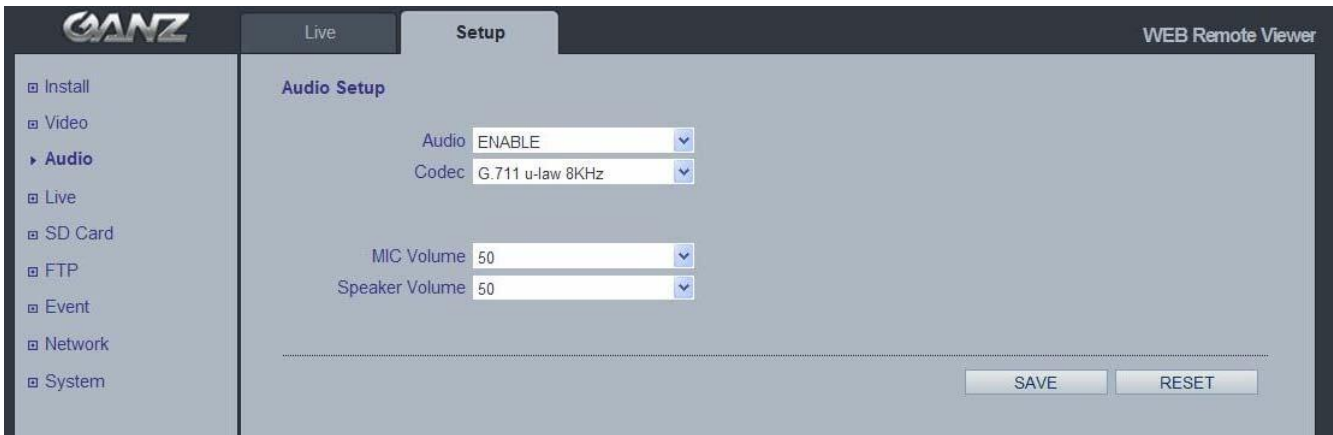 GANZ
Live
Setup
WEB Remote Viewer
Install
Video
Audio
Live
SD Card
FTP
Event
Network
System
Audio Setup
Audio ENABLE
Codec G.711 u-law 8KHz
MIC Volume 50
Speaker Volume 50
SAVE
RESET